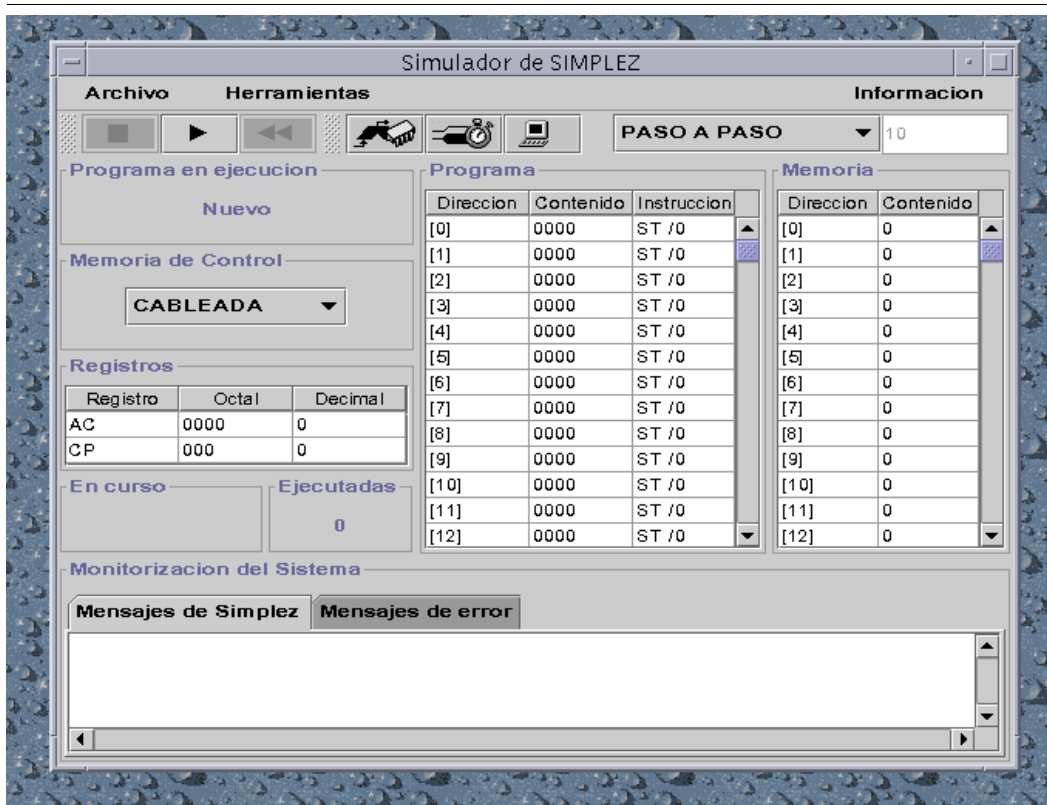 Simulador de SIMPLEZ
Archivo Herramientas Informacion
PASO A PASO 10
Programa en ejecucion
Nuevo
Memoria de Control
CABLEADA
Registros
Registro Octal Decimal
AC 0000 0
CP 000 0
En curso Ejecutadas
0
Programa
Direccion Contenido Instruccion
[0] 0000 ST /0
[1] 0000 ST /0
[2] 0000 ST /0
[3] 0000 ST /0
[4] 0000 ST /0
[5] 0000 ST /0
[6] 0000 ST /0
[7] 0000 ST /0
[8] 0000 ST /0
[9] 0000 ST /0
[10] 0000 ST /0
[11] 0000 ST /0
[12] 0000 ST /0
Memoria
Direccion Contenido
[0] 0
[1] 0
[2] 0
[3] 0
[4] 0
[5] 0
[6] 0
[7] 0
[8] 0
[9] 0
[10] 0
[11] 0
[12] 0
Monitorizacion del Sistema
Mensajes de Simplez Mensajes de error